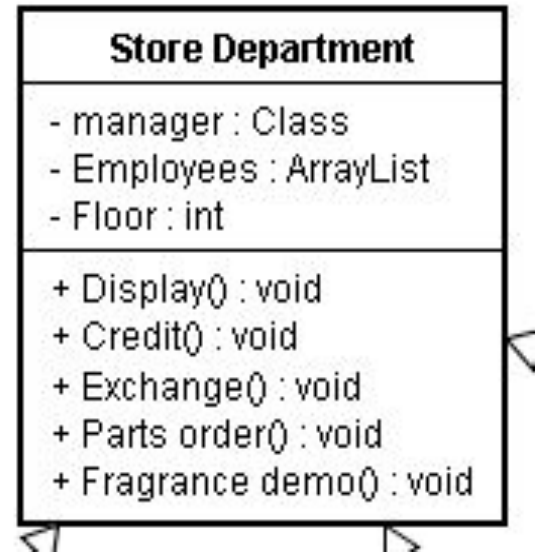 Store Department
- manager : Class
- Employees : ArrayList
- Floor : int
+ Display() : void
+ Credit() : void
+ Exchange() : void
+ Parts order() : void
+ Fragrance demo() : void